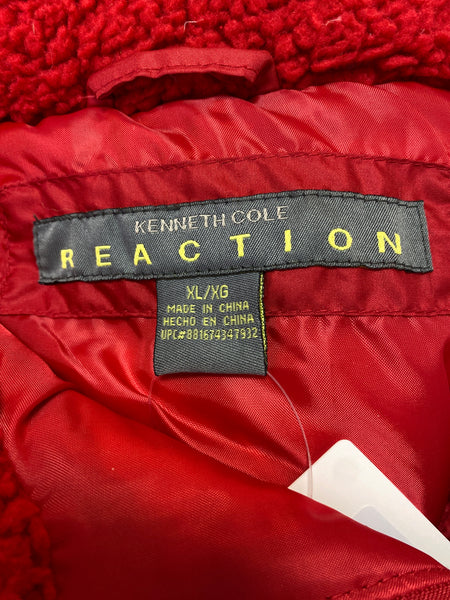 KENNETH COLE
REACTION
XL/XG
MADE IN CHINA
HECHO EN CHINA
UPC#881674347932